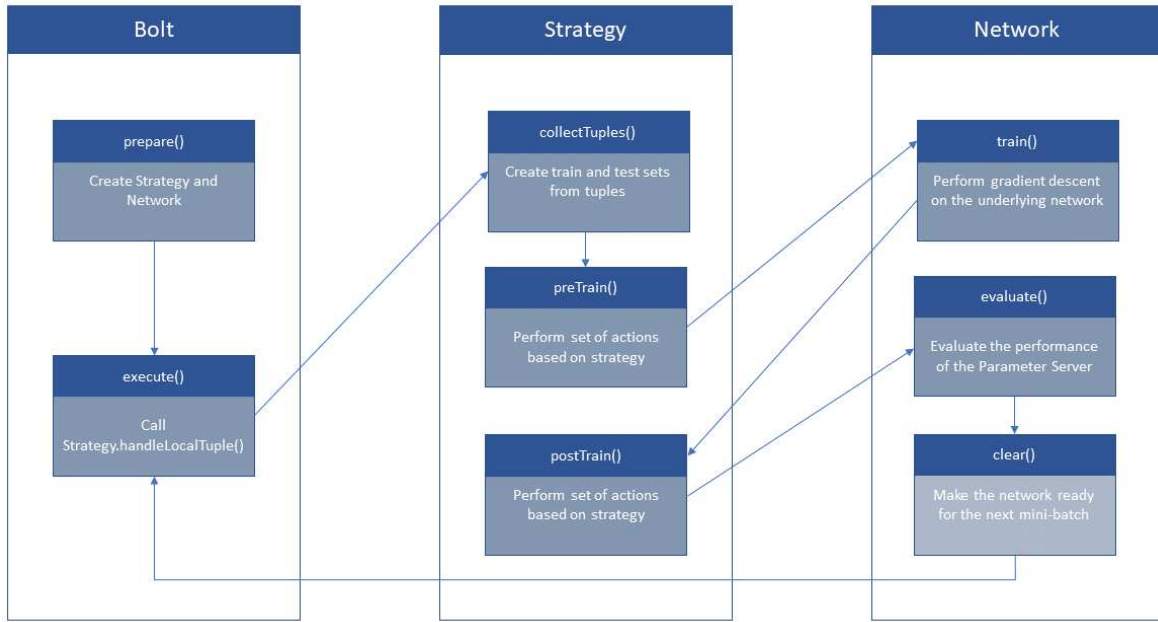 Bolt
prepare()
Create Strategy and
Network
execute()
Call
Strategy.handleLocalTuple()
Strategy
collectTuples()
Create train and test sets
from tuples
preTrain()
Perform set of actions
based on strategy
postTrain()
Perform set of actions
based on strategy
Network
train()
Perform gradient descent
on the underlying network
evaluate()
Evaluate the performance
of the Parameter Server
clear()
Make the network ready
for the next mini-batch